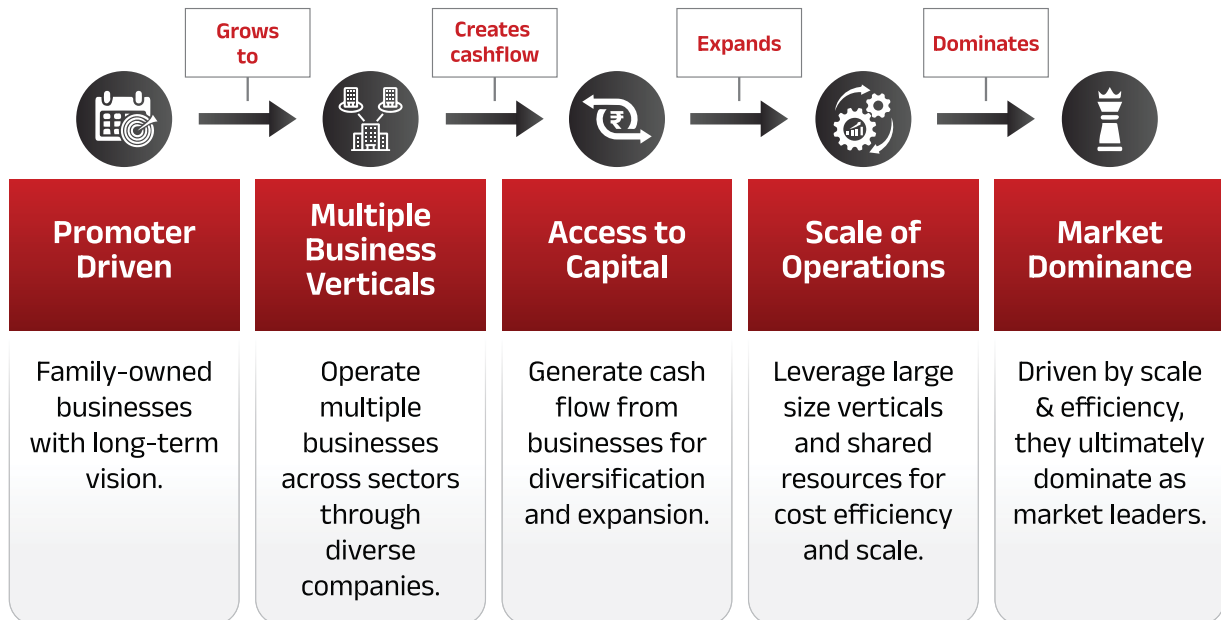 Grows
to
Creates
cashflow
Expands
Dominates
₹
Promoter
Driven
Multiple
Business
Verticals
Access to
Capital
Scale of
Operations
Market
Dominance
Family-owned
businesses
with long-term
vision.
Operate
multiple
businesses
across sectors
through
diverse
companies.
Generate cash
flow from
businesses for
diversification
and expansion.
Leverage large
size verticals
and shared
resources for
cost efficiency
and scale.
Driven by scale
& efficiency,
they ultimately
dominate as
market leaders.